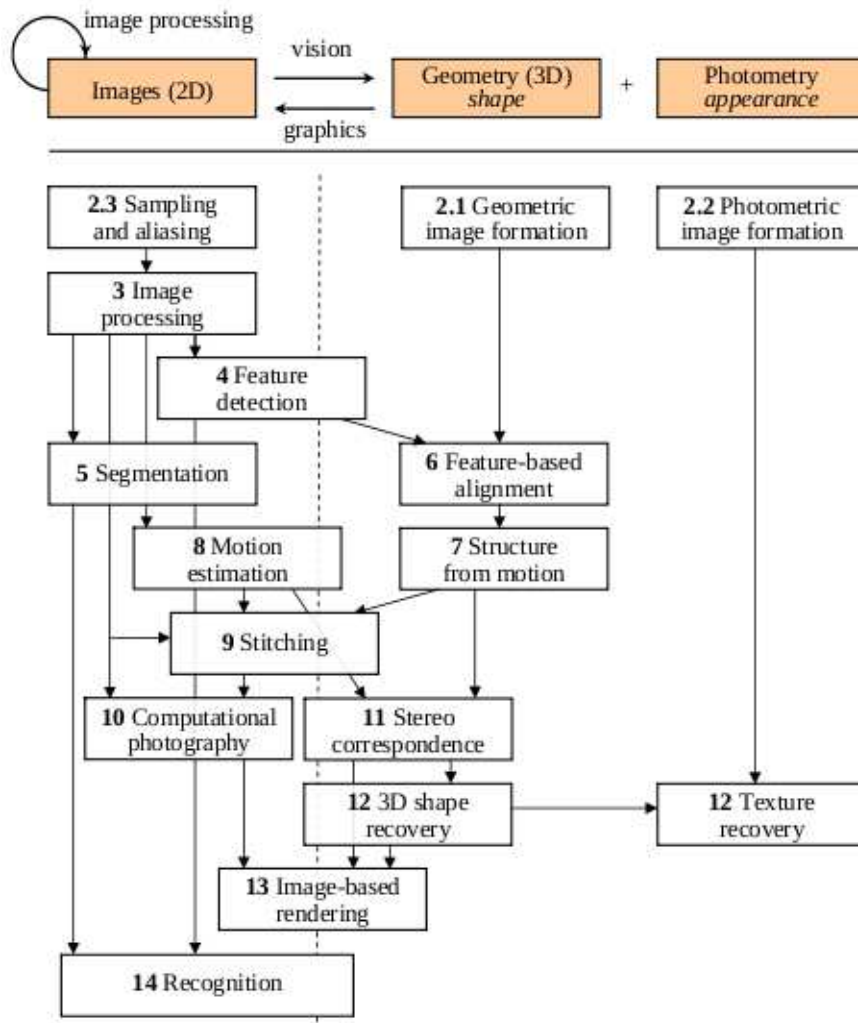 image processing
vision
Images (2D)
Geometry (3D)
shape
+
Photometry
appearance
graphics
2.3 Sampling
and aliasing
2.1 Geometric
image formation
2.2 Photometric
image formation
3 Image
processing
4 Feature
detection
5 Segmentation
6 Feature-based
alignment
8 Motion
estimation
7 Structure
from motion
9 Stitching
10 Computational
photography
11 Stereo
correspondence
12 3D shape
recovery
12 Texture
recovery
13 Image-based
rendering
14 Recognition